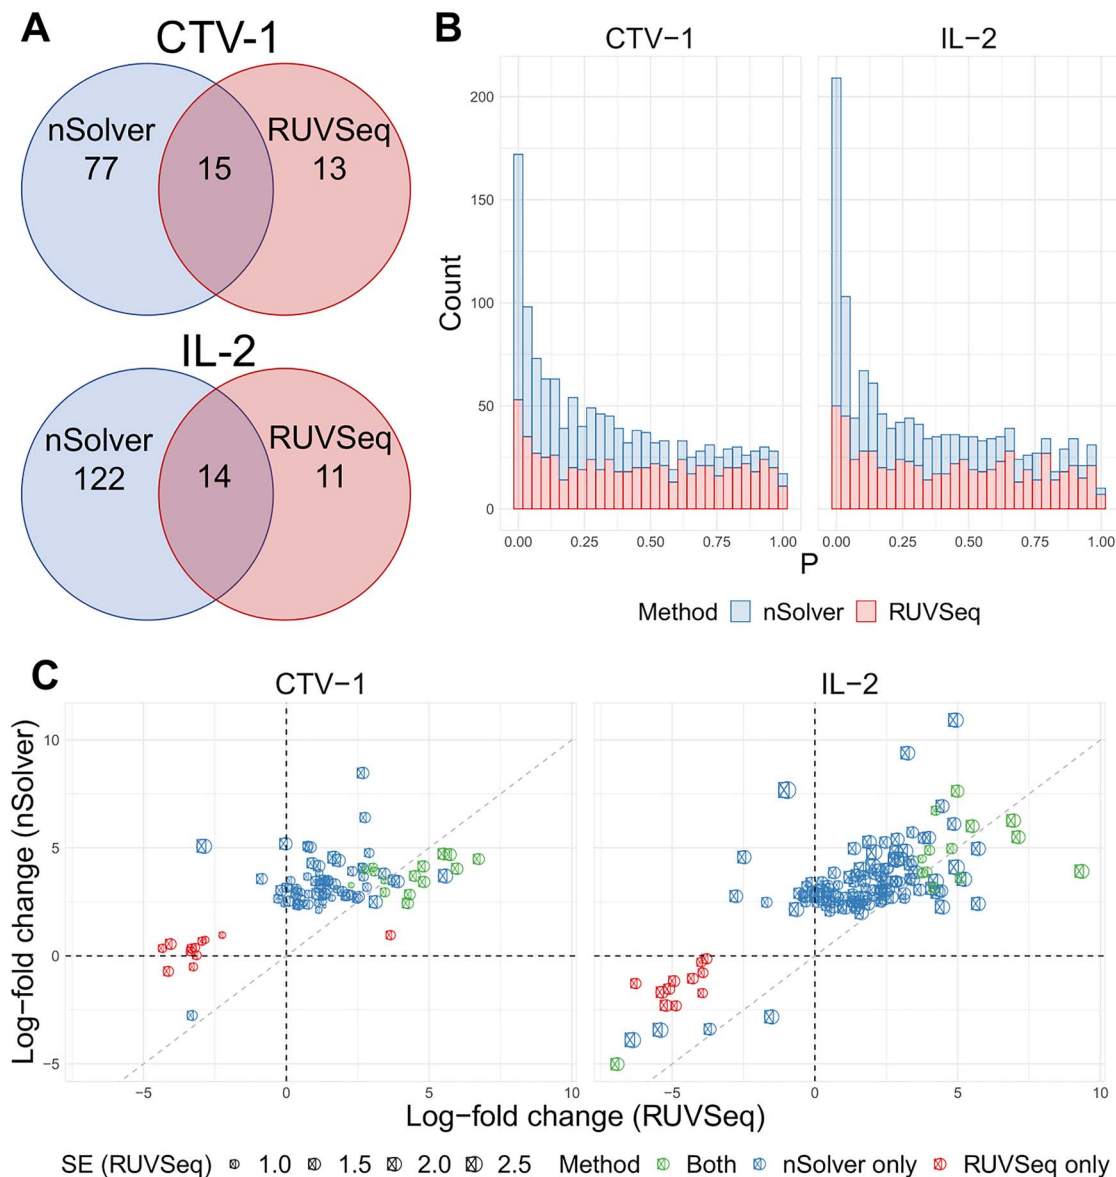 A
CTV-1
nSolver
77
15
RUVSeq
13
IL-2
nSolver
122
14
RUVSeq
11
B
CTV−1
IL−2
Count
200
150
100
50
0
0.00 0.25 0.50 0.75 1.00
0.00 0.25 0.50 0.75 1.00
P
Method nSolver RUVSeq
C
CTV−1
IL−2
Log−fold change (nSolver)
10
5
0
−5
−5 0 5 10
−5 0 5 10
Log−fold change (RUVSeq)
SE (RUVSeq) 1.0 1.5 2.0 2.5 Method Both nSolver only RUVSeq only